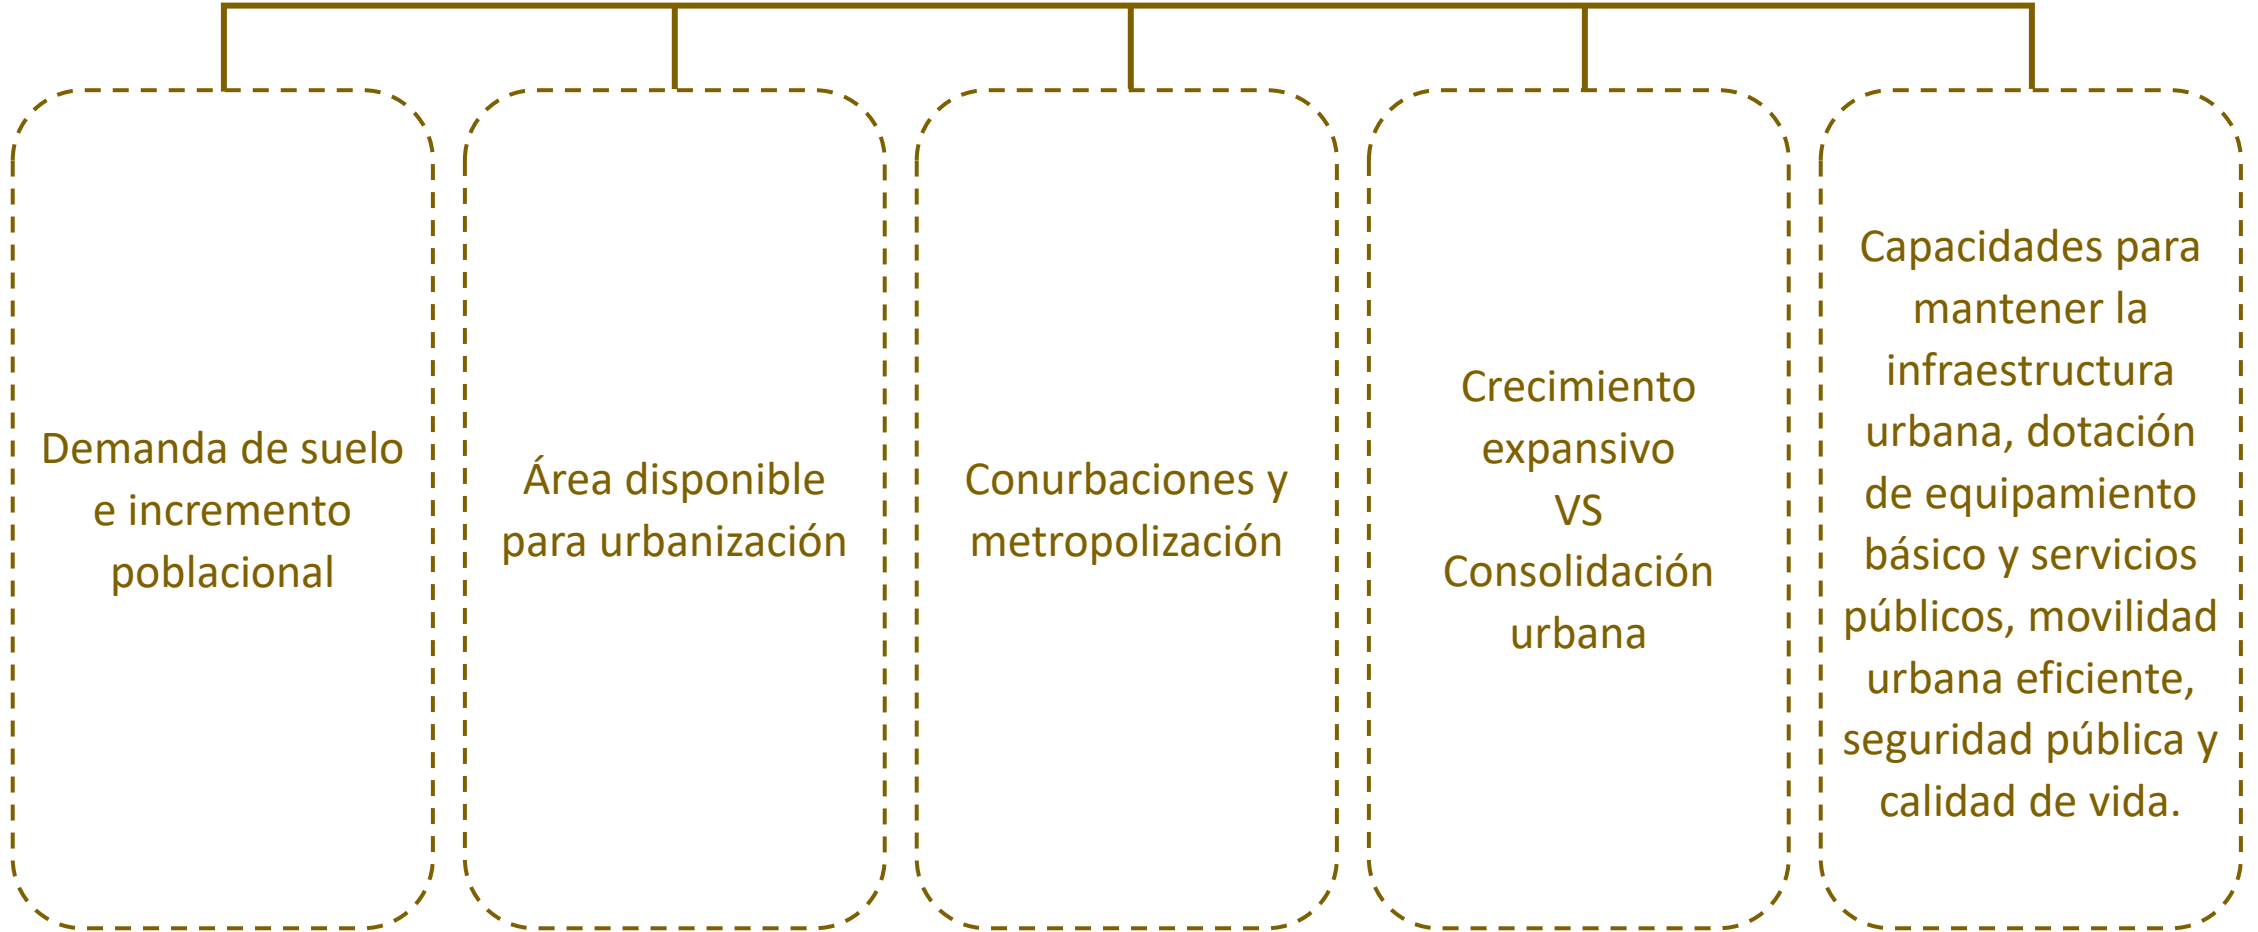 Demanda de suelo
e incremento
poblacional
Área disponible
para urbanización
Conurbaciones y
metropolización
Crecimiento
expansivo
VS
Consolidación
urbana
Capacidades para
mantener la
infraestructura
urbana, dotación
de equipamiento
básico y servicios
públicos, movilidad
urbana eficiente,
seguridad pública y
calidad de vida.